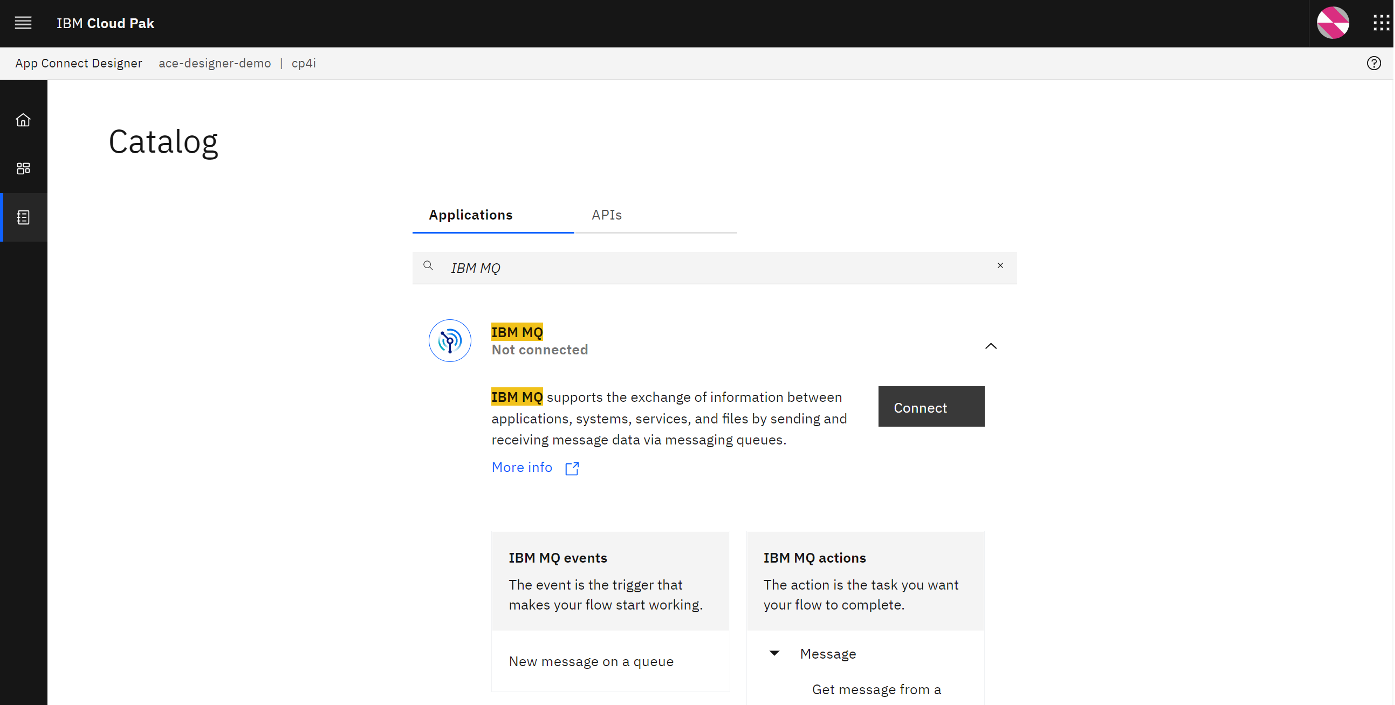 IBM Cloud Pak
App Connect Designer ace-designer-demo | cp4i
Catalog
Applications APIs
IBM MQ
IBM MQ
Not connected
IBM MQ supports the exchange of information between
applications, systems, services, and files by sending and
receiving message data via messaging queues.
Connect
More info
IBM MQ events
The event is the trigger that
makes your flow start working.
New message on a queue
IBM MQ actions
The action is the task you want
your flow to complete.
Message
Get message from a